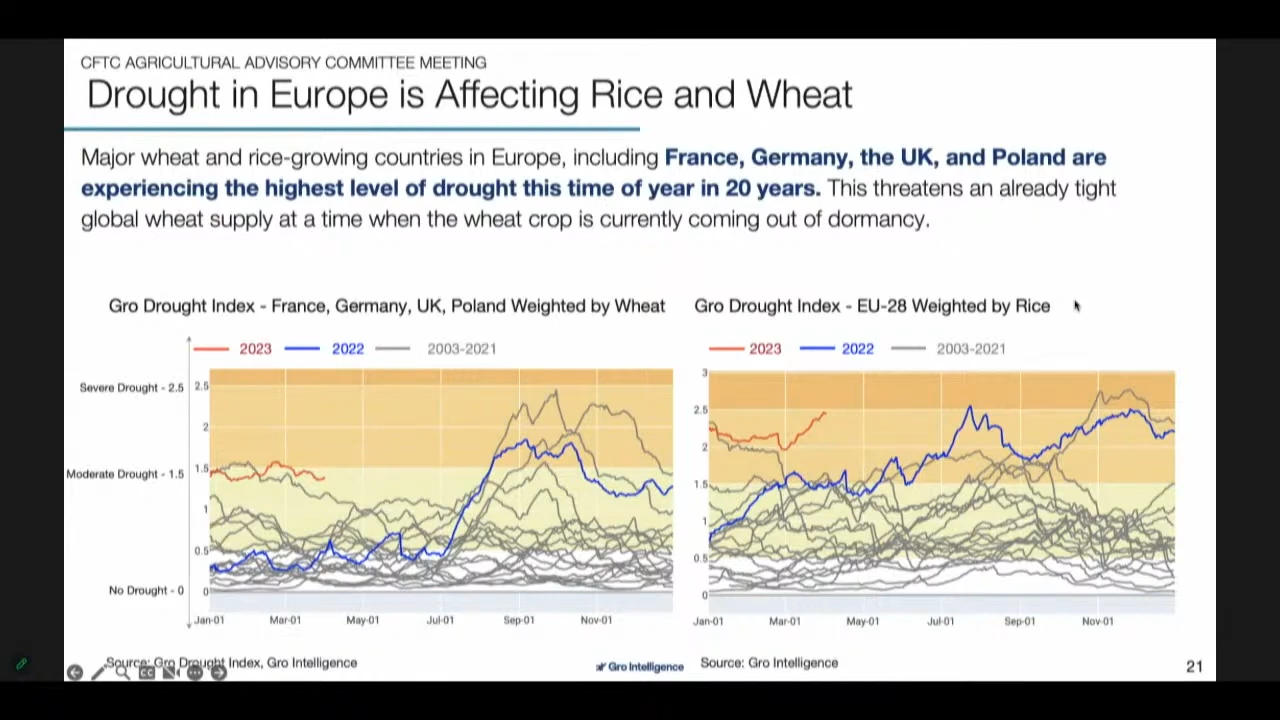 CFTC AGRICULTURAL ADVISORY COMMITTEE MEETING
Drought in Europe is Affecting Rice and Wheat
Major wheat and rice-growing countries in Europe, including France, Germany, the UK, and Poland are
experiencing the highest level of drought this time of year in 20 years. This threatens an already tight
global wheat supply at a time when the wheat crop is currently coming out of dormancy.
Gro Drought Index - France, Germany, UK, Poland Weighted by Wheat
2023 2022 2003-2021
Severe Drought - 2.5
Moderate Drought - 1.5
No Drought - 0
2.5
2
1.5
1
0.5
0
Jan-01 Mar-01 May-01 Jul-01 Sep-01 Nov-01
Source: Gro Drought Index, Gro Intelligence
Gro Intelligence
Gro Drought Index - EU-28 Weighted by Rice
2023 2022 2003-2021
3
2.5
2
1.5
1
0.5
0
Jan-01 Mar-01 May-01 Jul-01 Sep-01 Nov-01
Source: Gro Intelligence
21